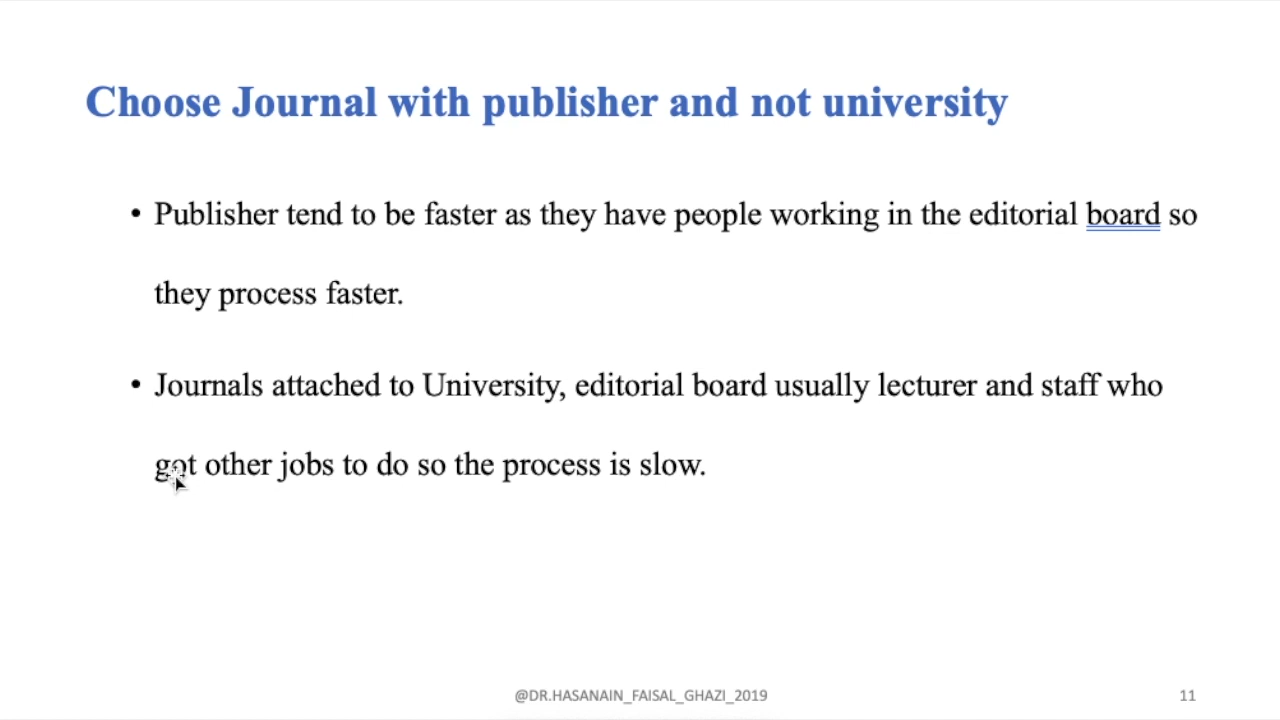 Choose Journal with publisher and not university
• Publisher tend to be faster as they have people working in the editorial board so
they process faster.
• Journals attached to University, editorial board usually lecturer and staff who
got other jobs to do so the process is slow.
@DR.HASANAIN_FAISAL_GHAZI_2019
11